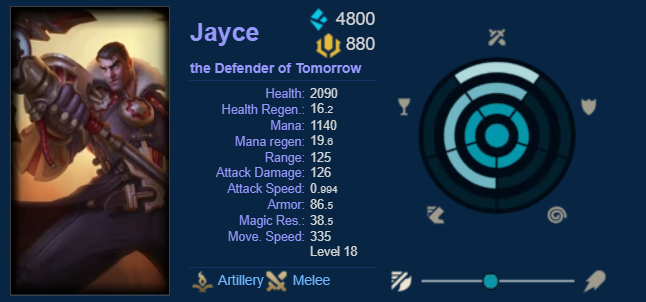 Jayce
4800
880
the Defender of Tomorrow
Health: 2090
Health Regen.: 16.2
Mana: 1140
Mana regen: 19.6
Range: 125
Attack Damage: 126
Attack Speed: 0.994
Armor: 86.5
Magic Res.: 38.5
Move. Speed: 335
Level 18
Artillery Melee